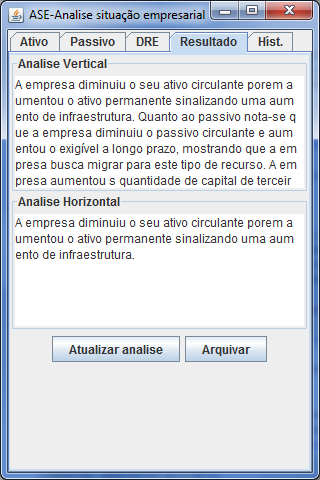 ASE-Analise situação empresarial
Ativo Passivo DRE Resultado Hist.
Analise Vertical
A empresa diminuiu o seu ativo circulante porem a
umentou o ativo permanente sinalizando uma aum
ento de infraestrutura. Quanto ao passivo nota-se q
ue a empresa diminuiu o passivo circulante e aum
entou o exigível a longo prazo, mostrando que a em
presa busca migrar para este tipo de recurso. A em
presa aumentou s quantidade de capital de terceir
Analise Horizontal
A empresa diminuiu o seu ativo circulante porem a
umentou o ativo permanente sinalizando uma aum
ento de infraestrutura.
Atualizar analise Arquivar